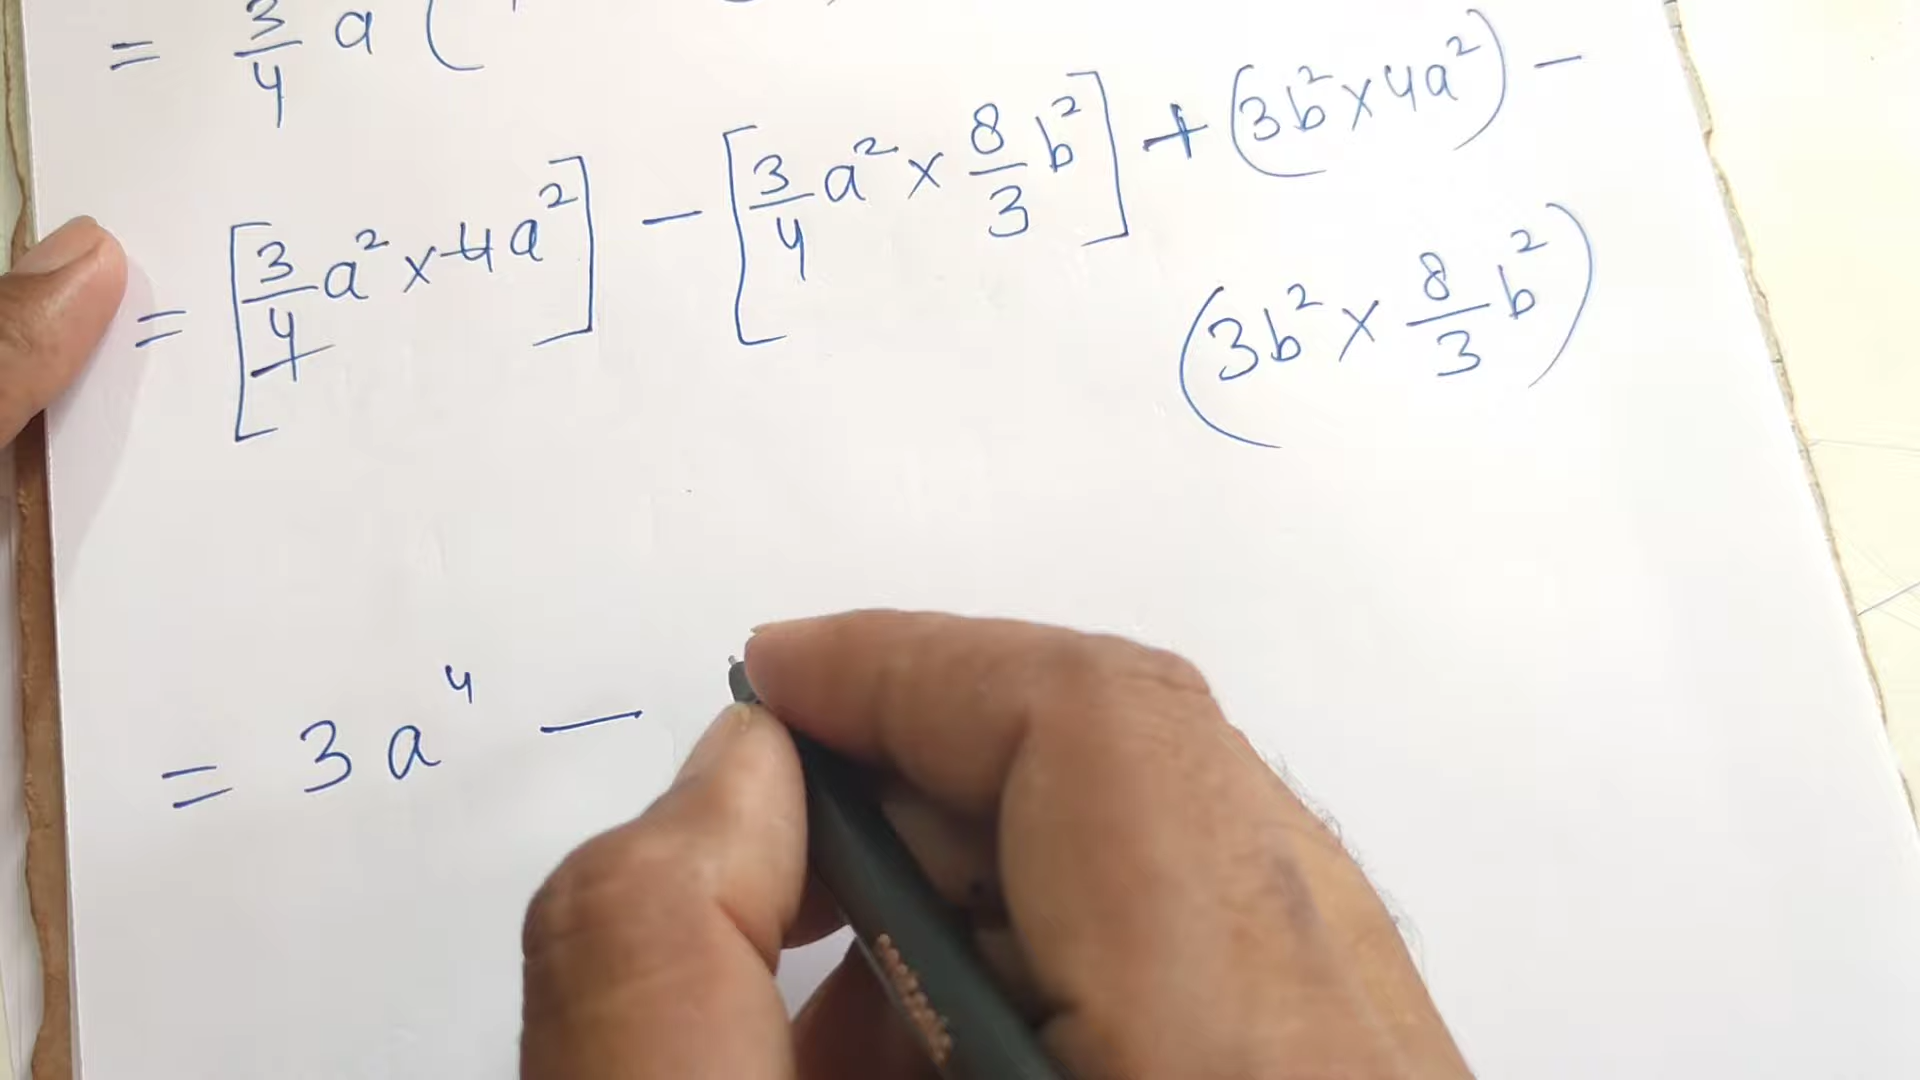 = 3/4 a (
= [3/4 a² × 4a²] - [3/4 a² × 8/3 b²] + (3b² × 4a²) -
(3b² × 8/3 b²)
= 3a⁴ -